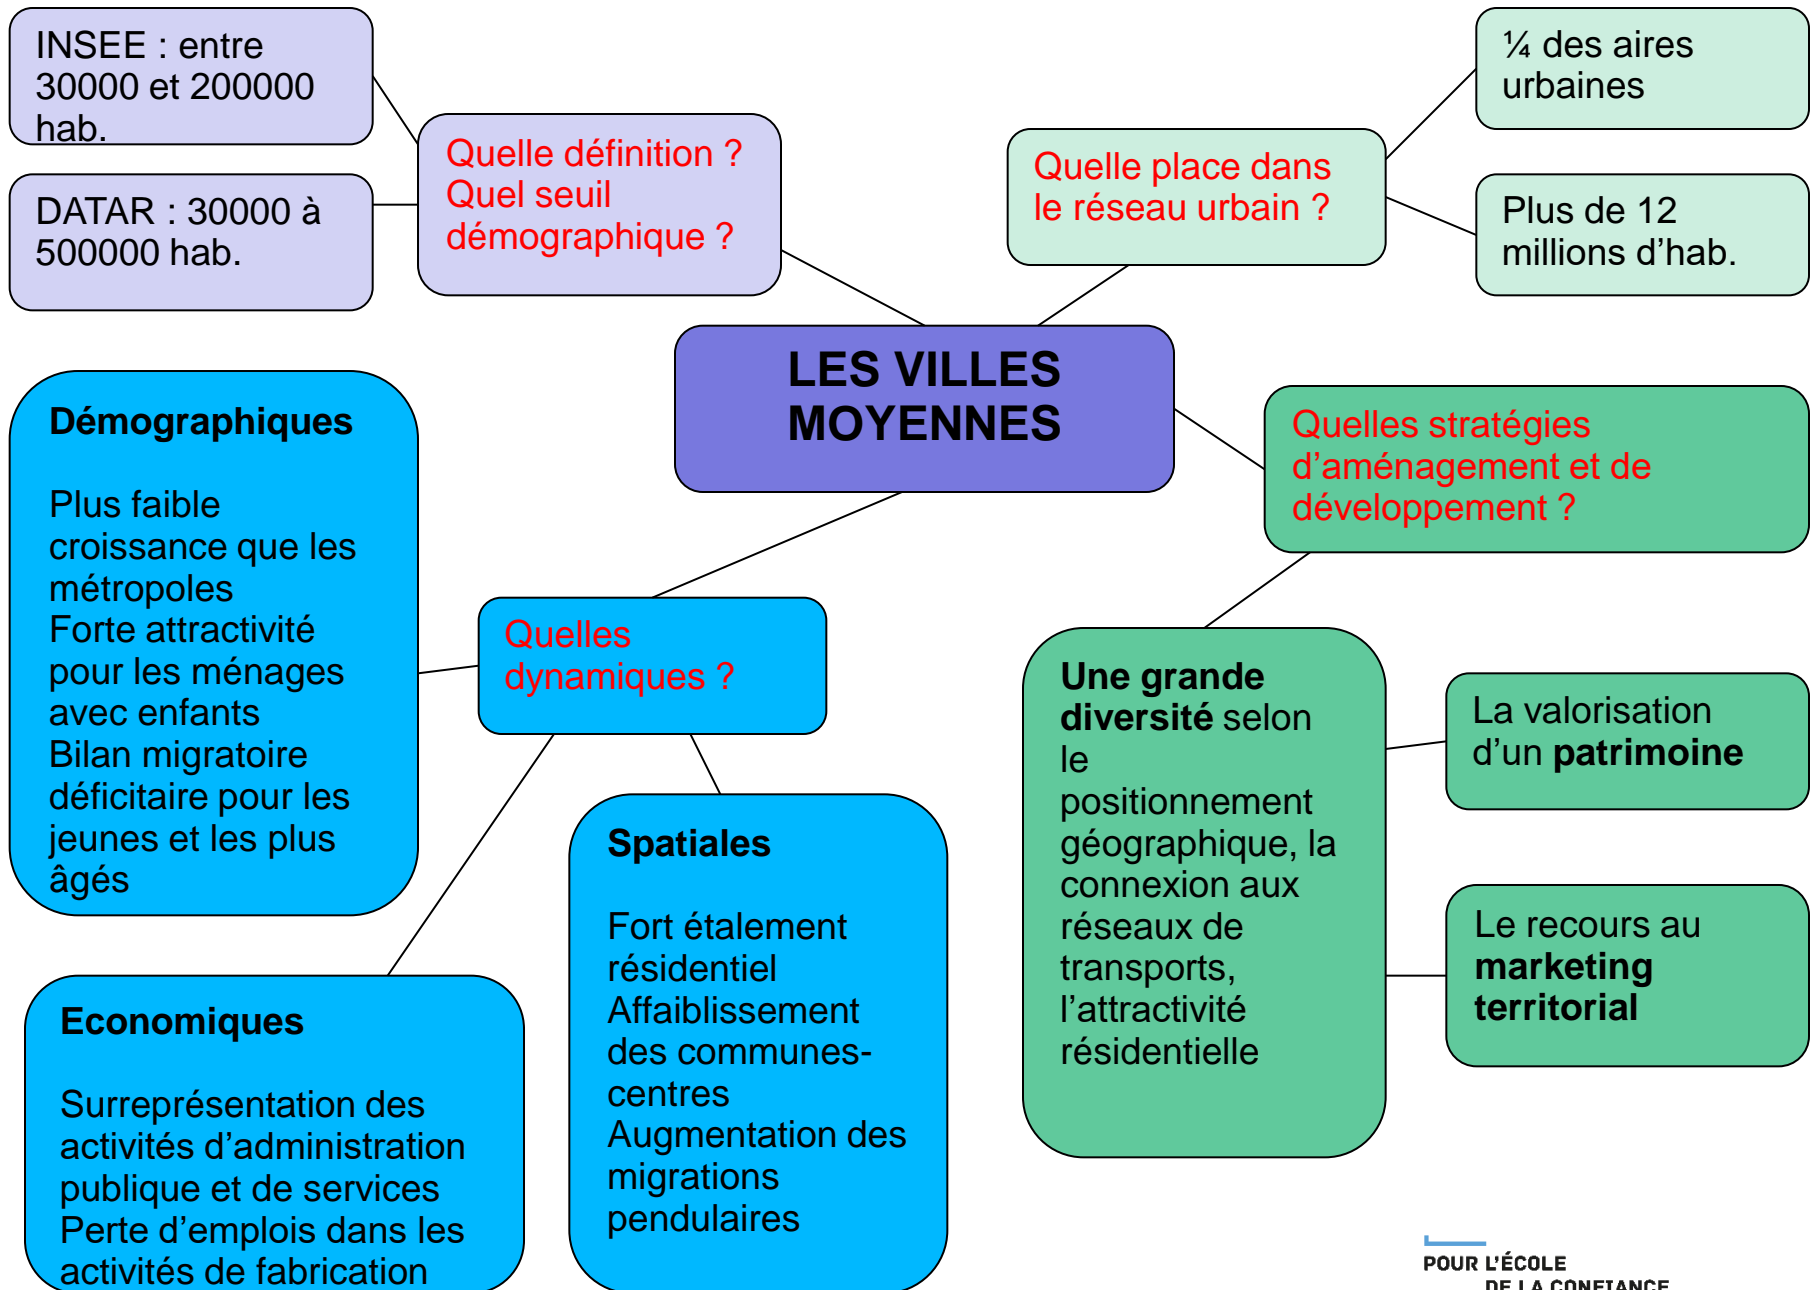 INSEE : entre
30000 et 200000
hab.
DATAR : 30000 à
500000 hab.
Quelle définition ?
Quel seuil
démographique ?
Quelle place dans
le réseau urbain ?
¼ des aires
urbaines
Plus de 12
millions d’hab.
LES VILLES
MOYENNES
Démographiques
Plus faible
croissance que les
métropoles
Forte attractivité
pour les ménages
avec enfants
Bilan migratoire
déficitaire pour les
jeunes et les plus
âgés
Quelles
dynamiques ?
Economiques
Surreprésentation des
activités d’administration
publique et de services
Perte d’emplois dans les
activités de fabrication
Spatiales
Fort étalement
résidentiel
Affaiblissement
des communes-
centres
Augmentation des
migrations
pendulaires
Quelles stratégies
d’aménagement et de
développement ?
Une grande
diversité selon
le
positionnement
géographique, la
connexion aux
réseaux de
transports,
l’attractivité
résidentielle
La valorisation
d’un patrimoine
Le recours au
marketing
territorial
POUR L’ÉCOLE
DE LA CONFIANCE